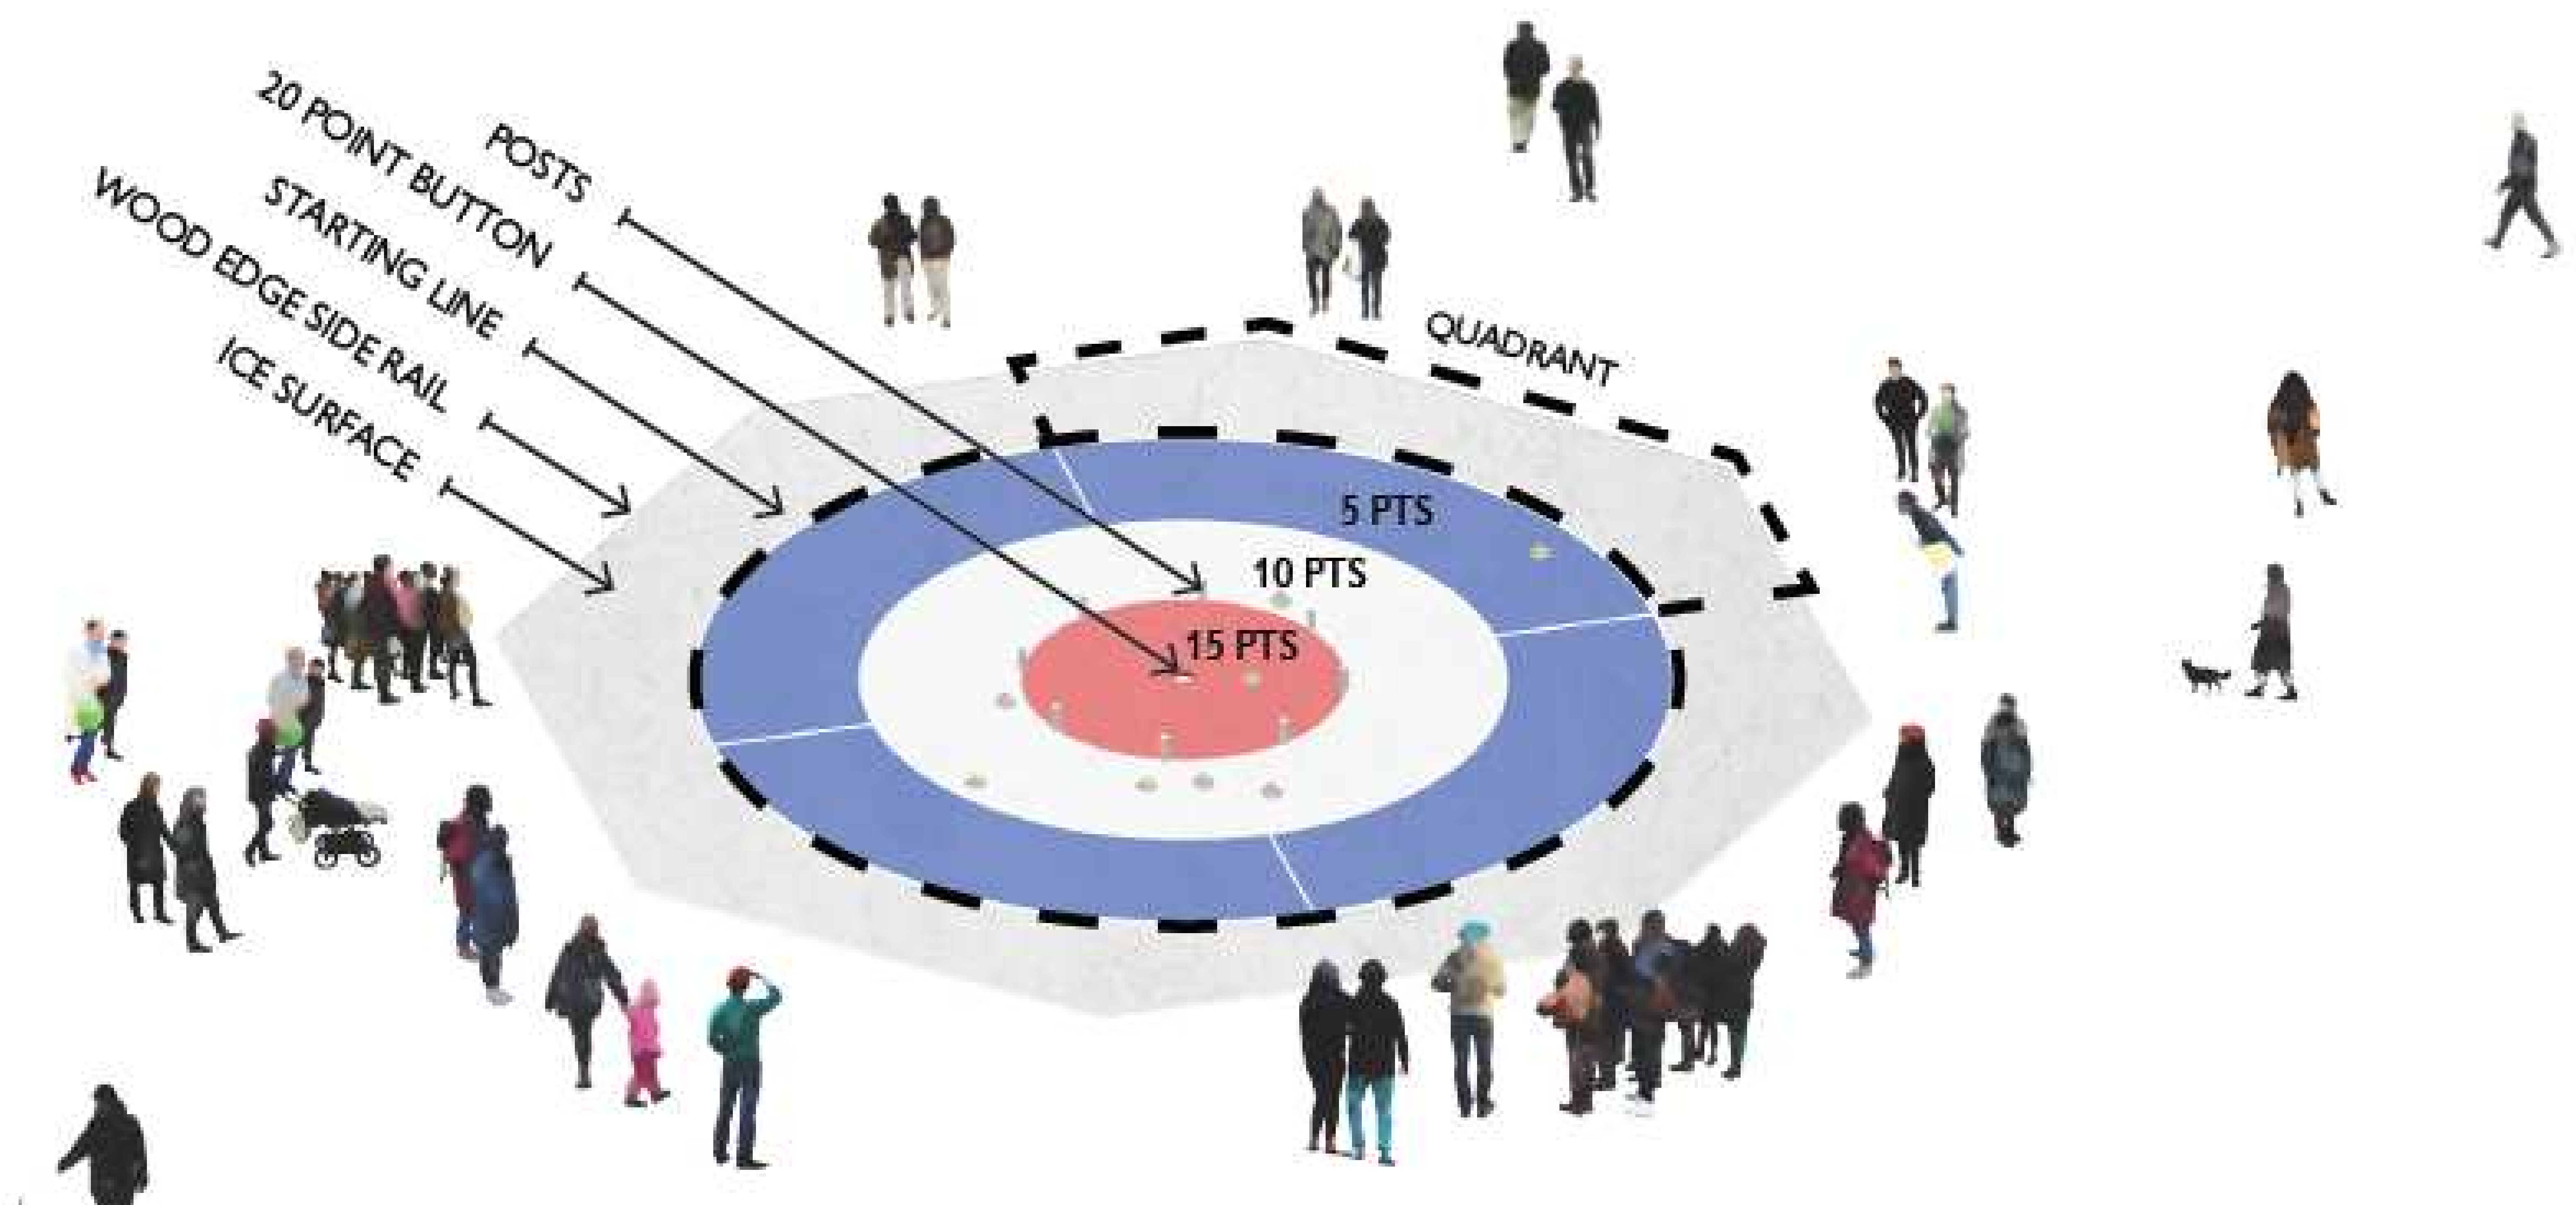 POSTS
20 POINT BUTTON
STARTING LINE
WOOD EDGE SIDE RAIL
ICE SURFACE
QUADRANT
5 PTS
10 PTS
15 PTS